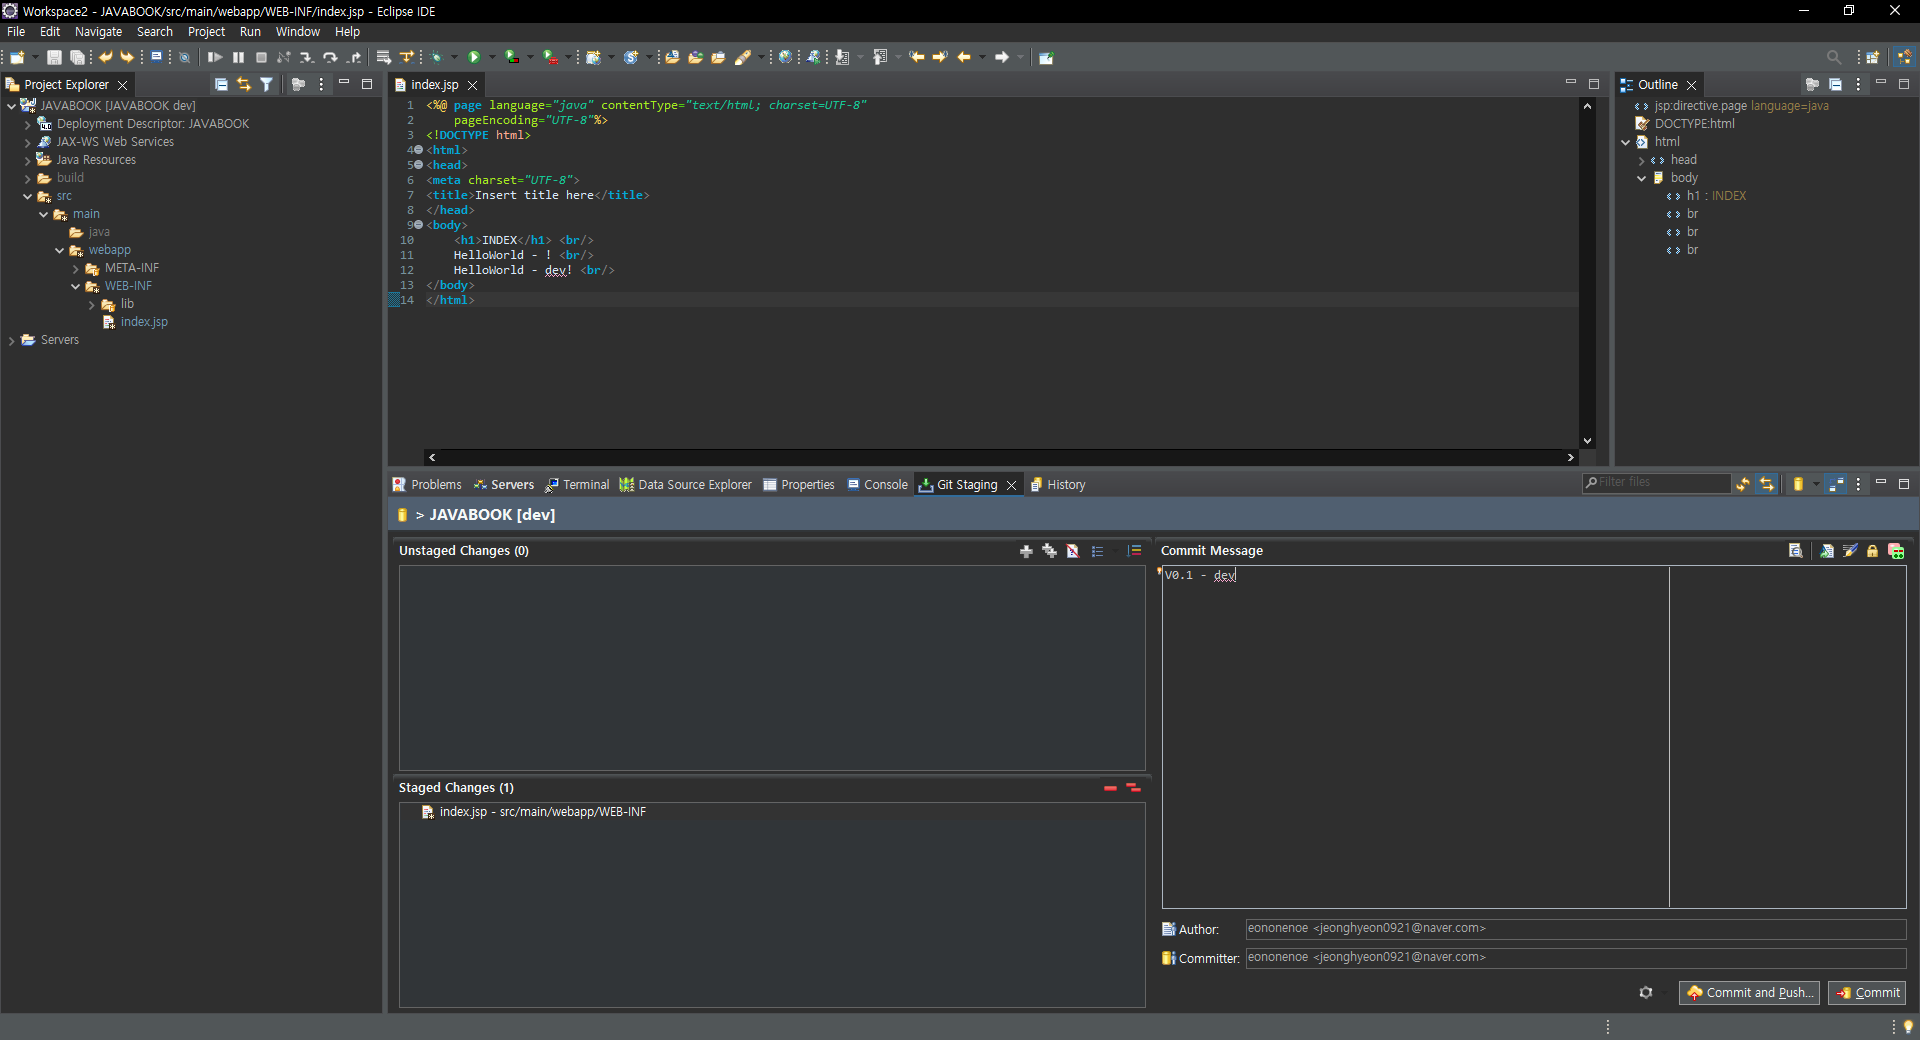 Workspace2 - JAVABOOK/src/main/webapp/WEB-INF/index.jsp - Eclipse IDE
File Edit Navigate Search Project Run Window Help
Project Explorer
JAVABOOK [JAVABOOK dev]
Deployment Descriptor: JAVABOOK
JAX-WS Web Services
Java Resources
build
src
main
java
webapp
META-INF
WEB-INF
lib
index.jsp
Servers
index.jsp
1 <%@ page language="java" contentType="text/html; charset=UTF-8"
2 pageEncoding="UTF-8"%>
3 <!DOCTYPE html>
4 <html>
5 <head>
6 <meta charset="UTF-8">
7 <title>Insert title here</title>
8 </head>
9 <body>
10 <h1>INDEX</h1> <br/>
11 HelloWorld - ! <br/>
12 HelloWorld - dev! <br/>
13 </body>
14 </html>
Outline
jsp:directive.page language=java
DOCTYPE:html
html
head
body
h1 : INDEX
br
br
br
Problems Servers Terminal Data Source Explorer Properties Console Git Staging History
Filter files
> JAVABOOK [dev]
Unstaged Changes (0)
Staged Changes (1)
index.jsp - src/main/webapp/WEB-INF
Commit Message
V0.1 - dev
Author: eononenoe <jeonghyeon0921@naver.com>
Committer: eononenoe <jeonghyeon0921@naver.com>
Commit and Push... Commit